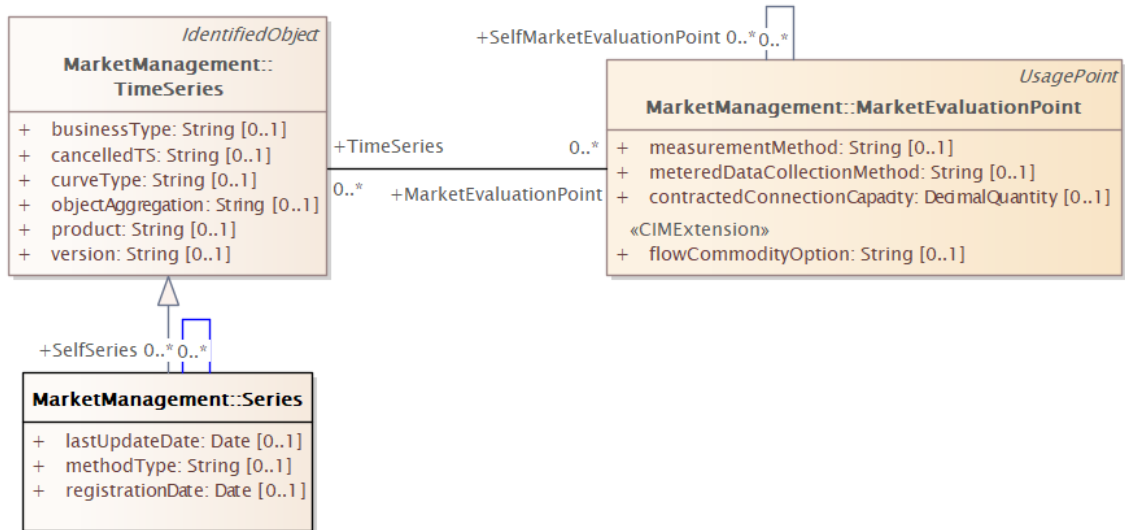 IdentifiedObject
MarketManagement::
TimeSeries
+ businessType: String [0..1]
+ cancelledTS: String [0..1]
+ curveType: String [0..1]
+ objectAggregation: String [0..1]
+ product: String [0..1]
+ version: String [0..1]
+SelfMarketEvaluationPoint 0..* 0..*
UsagePoint
MarketManagement::MarketEvaluationPoint
+ measurementMethod: String [0..1]
+ meteredDataCollectionMethod: String [0..1]
+ contractedConnectionCapacity: DecimalQuantity [0..1]
«CIMExtension»
+ flowCommodityOption: String [0..1]
+TimeSeries 0..*
0..* +MarketEvaluationPoint
+SelfSeries 0..* 0..*
MarketManagement::Series
+ lastUpdateDate: Date [0..1]
+ methodType: String [0..1]
+ registrationDate: Date [0..1]